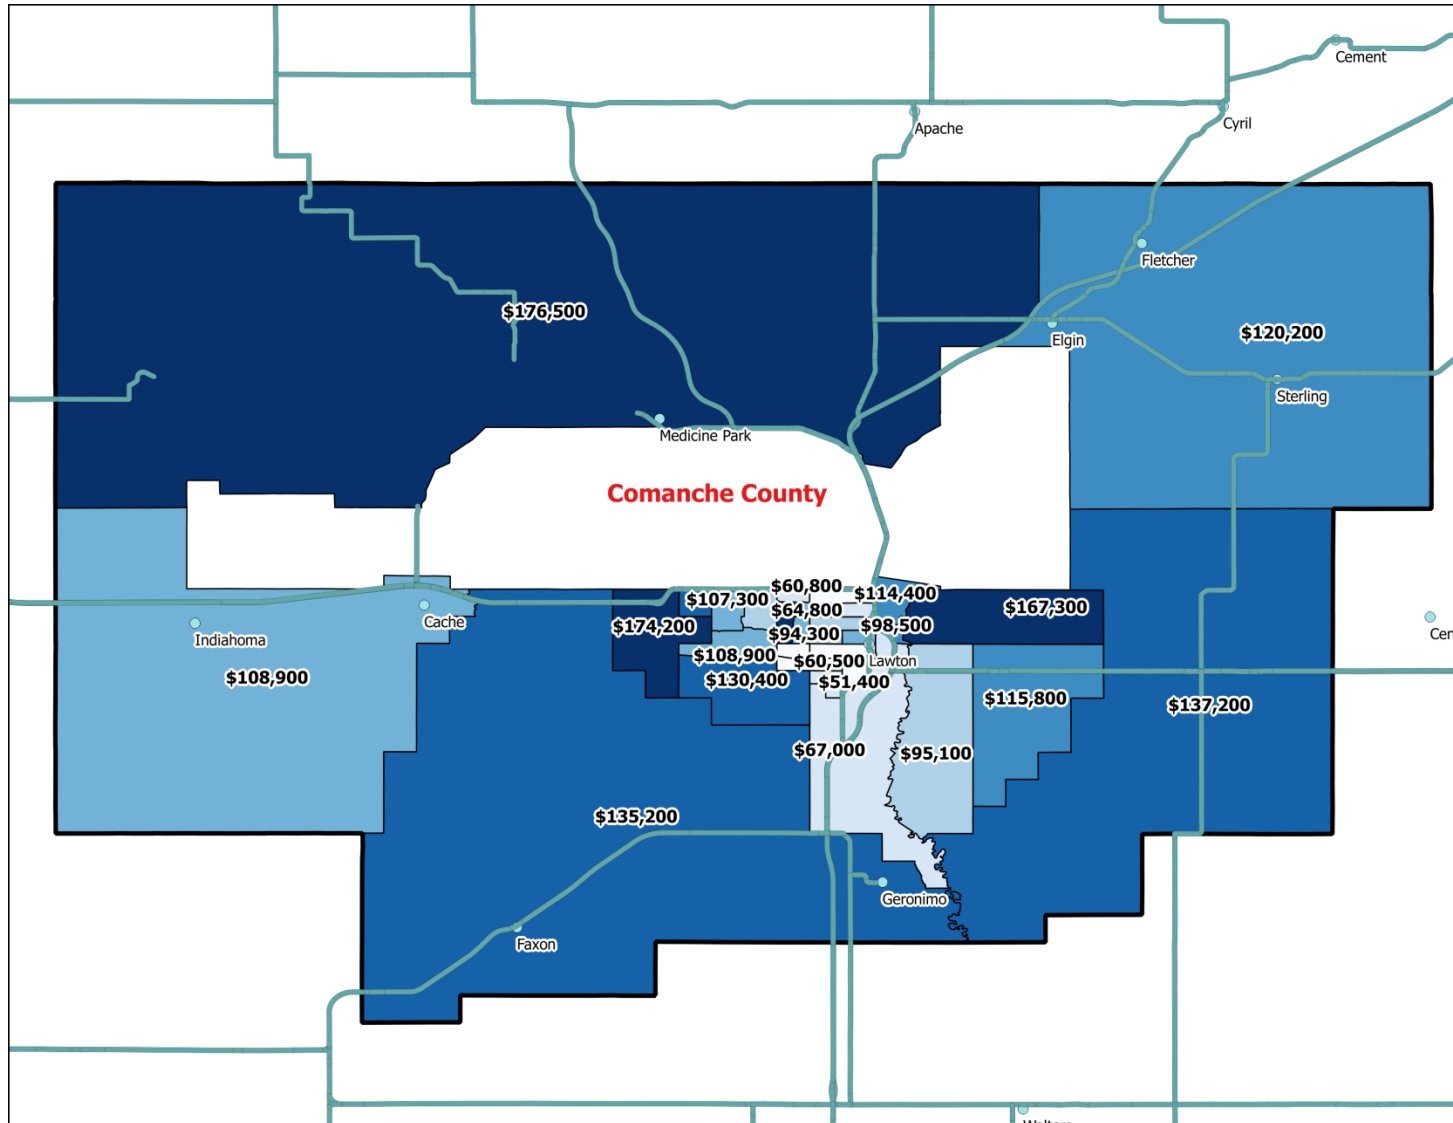 Cement
Apache
Cyril
Fletcher
$176,500
Elgin
$120,200
Sterling
Medicine Park
Comanche County
$60,800
$114,400
$107,300
$167,300
$64,800
Cache
$174,200
$98,500
$94,300
Indiahoma
$108,900
$60,500
Lawton
$108,900
$130,400
$51,400
$115,800
$137,200
$67,000
$95,100
$135,200
Geronimo
Faxon